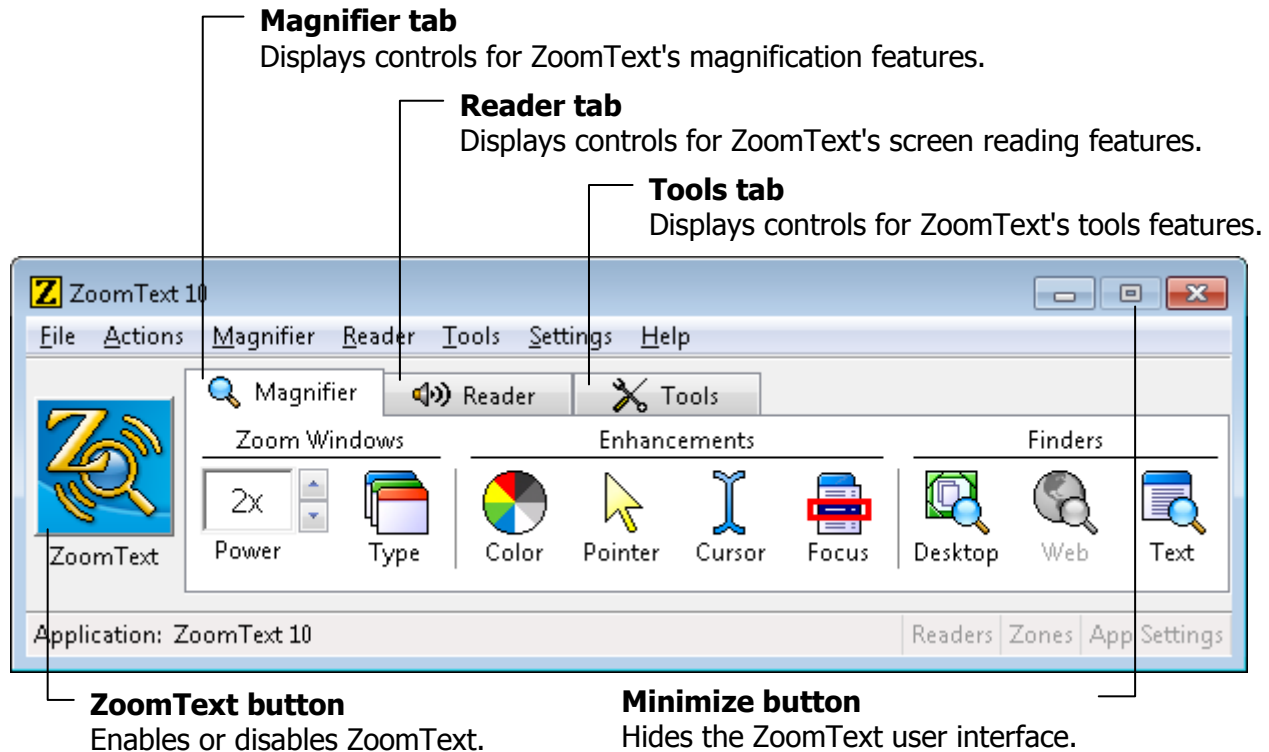 Magnifier tab
Displays controls for ZoomText's magnification features.
Reader tab
Displays controls for ZoomText's screen reading features.
Tools tab
Displays controls for ZoomText's tools features.
Z ZoomText 10
File Actions Magnifier Reader Tools Settings Help
Magnifier Reader Tools
Zoom Windows Enhancements Finders
2x
Power Type Color Pointer Cursor Focus Desktop Web Text
ZoomText
Application: ZoomText 10 Readers Zones App Settings
ZoomText button
Enables or disables ZoomText.
Minimize button
Hides the ZoomText user interface.